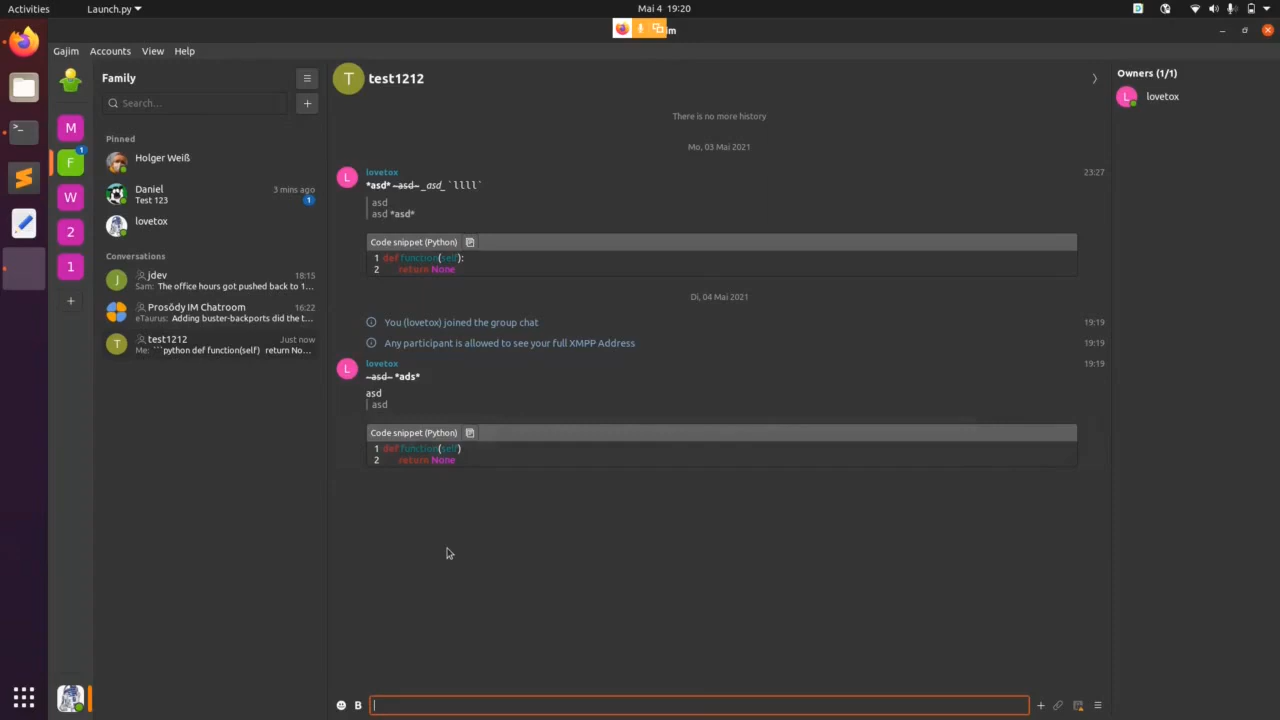 Activities
Launch.py
Mai 4 19:20
im
Gajim
Accounts
View
Help
M
F
1
W
2
1
Family
Search...
Pinned
Holger Weiß
Daniel
3 mins ago
Test 123
1
lovetox
Conversations
J
jdev
18:15
Sam: The office hours got pushed back to 1...
Prosŏdy IM Chatroom
16:22
eTaurus: Adding buster-backports did the t...
T
test1212
Just now
Me: ```python def function(self) return No...
T
test1212
There is no more history
Mo, 03 Mai 2021
L
lovetox
23:27
*asd* ~asd~ _asd_ `llll`
asd
asd *asd*
Code snippet (Python)
1 def function(self):
2 return None
Di, 04 Mai 2021
You (lovetox) joined the group chat
19:19
Any participant is allowed to see your full XMPP Address
19:19
L
lovetox
19:19
~asd~ *ads*
asd
asd
Code snippet (Python)
1 def function(self)
2 return None
B
Owners (1/1)
L
lovetox